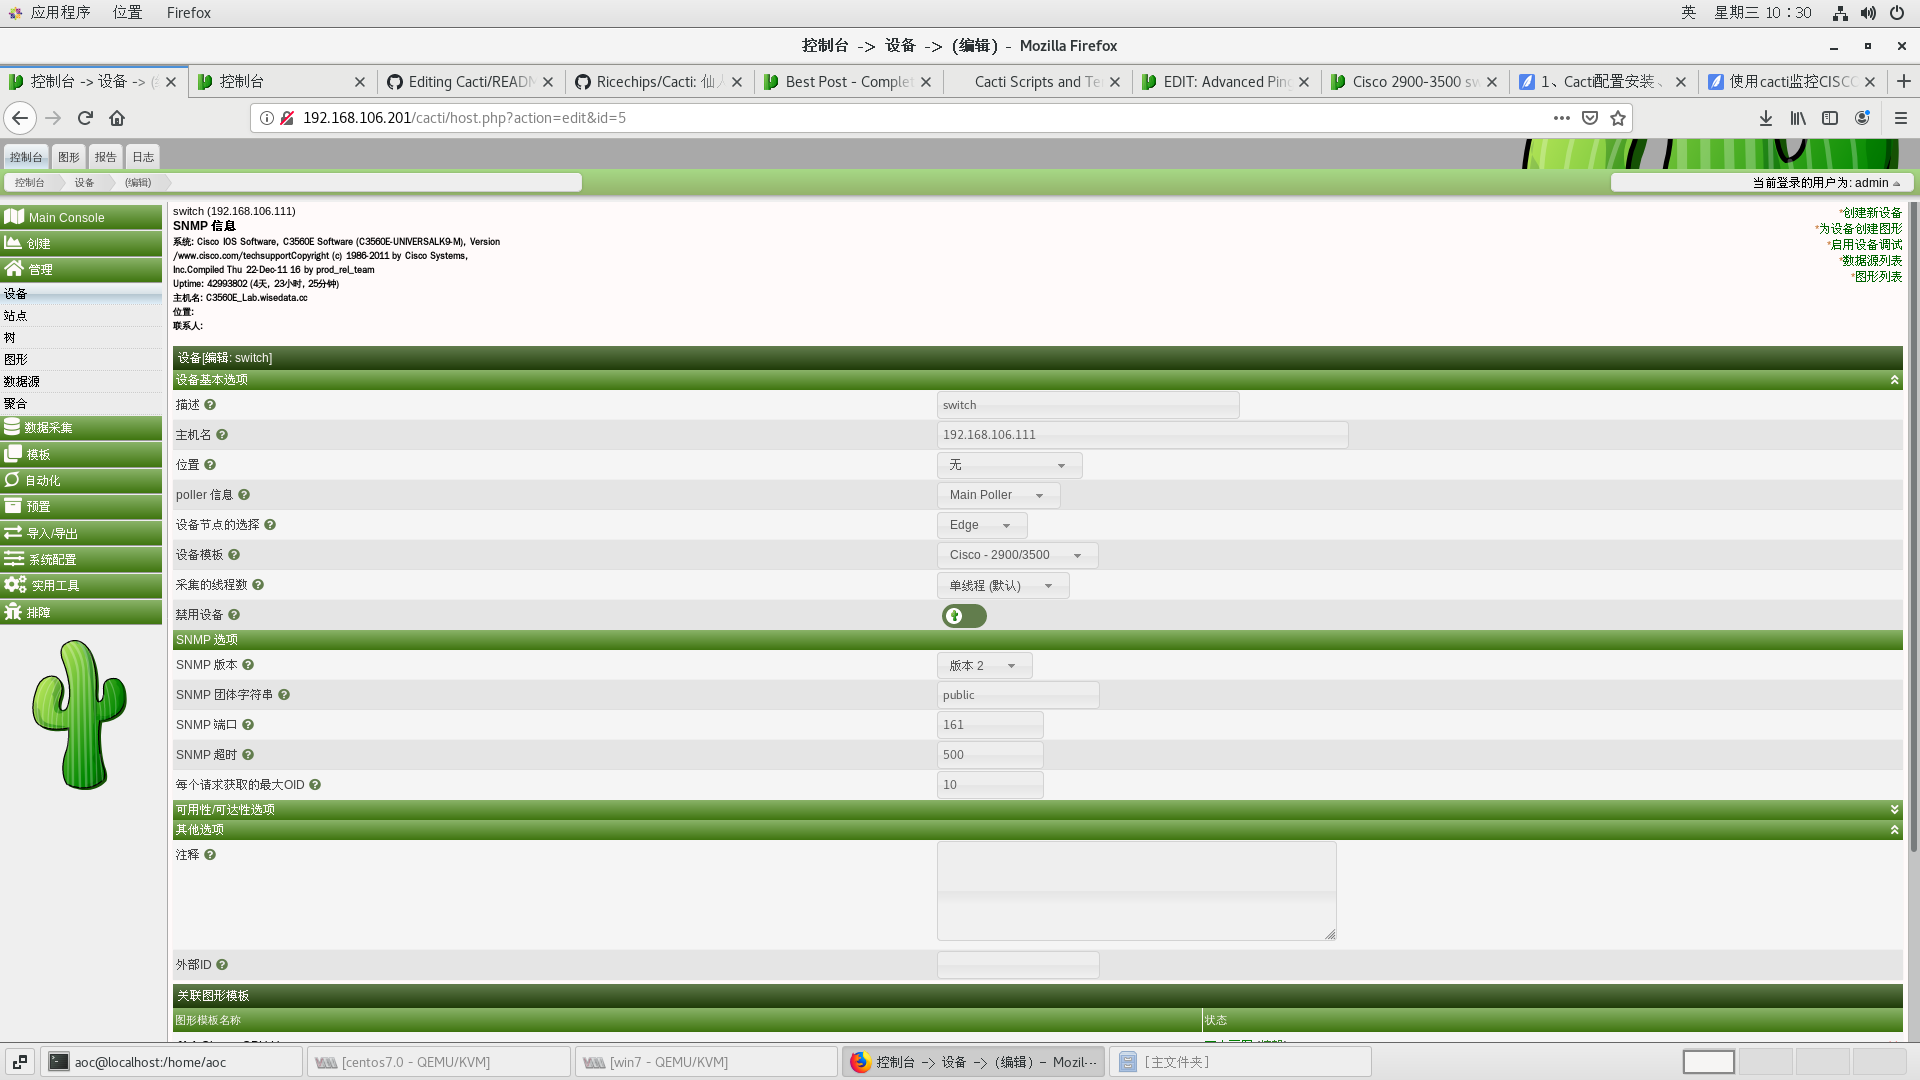 应用程序 位置 Firefox 英 星期三 10：30
控制台 -> 设备 -> (编辑) - Mozilla Firefox
控制台 -> 设备 -> (
控制台
Editing Cacti/READM
Ricechips/Cacti: 仙人
Best Post - Complet
Cacti Scripts and Te
EDIT: Advanced Ping
Cisco 2900-3500 sw
1、Cacti配置安装、
使用cacti监控CISCO
192.168.106.201/cacti/host.php?action=edit&id=5
控制台 图形 报告 日志
控制台 设备 (编辑) 当前登录的用户为: admin
Main Console
创建
管理
设备
站点
树
图形
数据源
聚合
数据采集
模板
自动化
预置
导入/导出
系统配置
实用工具
排障
switch (192.168.106.111)
SNMP 信息
系统: Cisco IOS Software, C3560E Software (C3560E-UNIVERSALK9-M), Version
/www.cisco.com/techsupportCopyright (c) 1986-2011 by Cisco Systems,
Inc.Compiled Thu 22-Dec-11 16 by prod_rel_team
Uptime: 42993802 (4天, 23小时, 25分钟)
主机名: C3560E_Lab.wisedata.cc
位置:
联系人:
*创建新设备
*为设备创建图形
*启用设备调试
*数据源列表
*图形列表
设备[编辑: switch]
设备基本选项
描述 switch
主机名 192.168.106.111
位置 无
poller 信息 Main Poller
设备节点的选择 Edge
设备模板 Cisco - 2900/3500
采集的线程数 单线程 (默认)
禁用设备
SNMP 选项
SNMP 版本 版本 2
SNMP 团体字符串 public
SNMP 端口 161
SNMP 超时 500
每个请求获取的最大OID 10
可用性/可达性选项
其他选项
注释
外部ID
关联图形模板
图形模板名称 状态
aoc@localhost:/home/aoc
[centos7.0 - QEMU/KVM]
[win7 - QEMU/KVM]
控制台 -> 设备 -> (编辑) - Mozil···
[主文件夹]